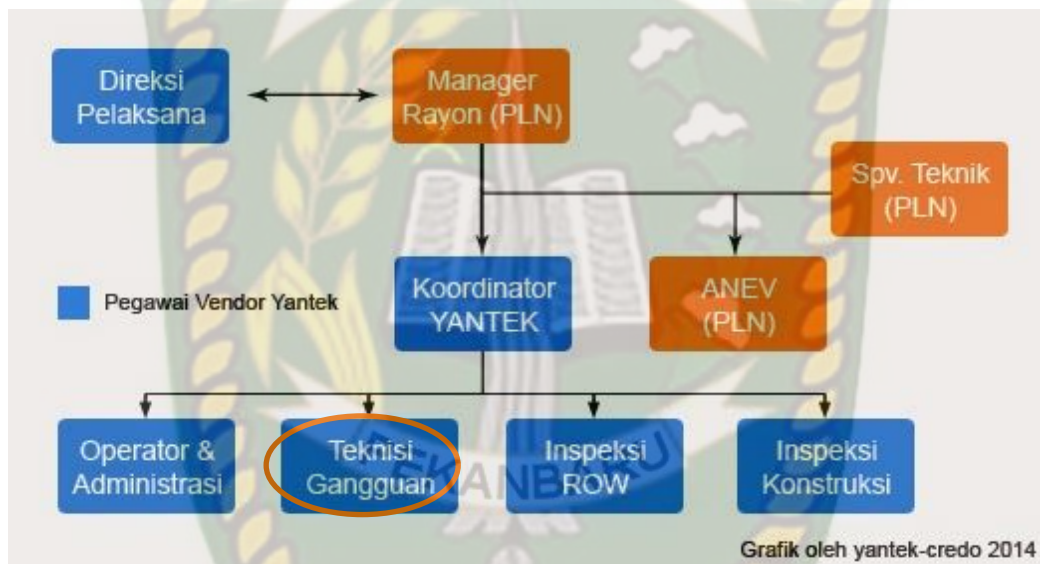 Direksi
Pelaksana
Manager
Rayon (PLN)
Spv. Teknik
(PLN)
Koordinator
YANTEK
ANEV
(PLN)
Pegawai Vendor Yantek
Operator &
Administrasi
Teknisi
Gangguan
Inspeksi
ROW
Inspeksi
Konstruksi
PEKANBARU
Grafik oleh yantek-credo 2014